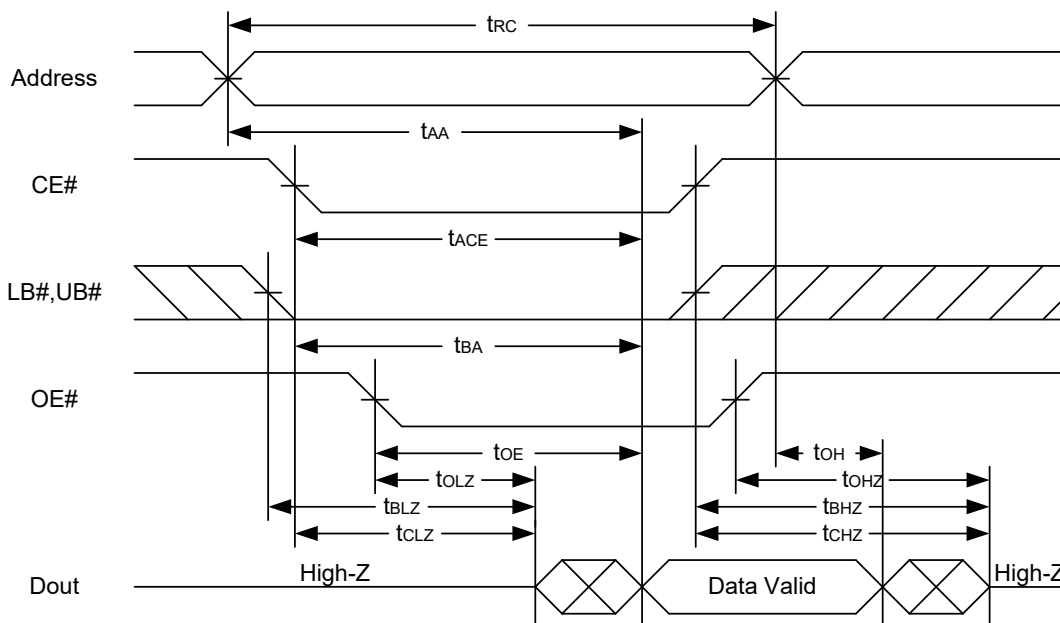 tRC
Address
tAA
CE#
tACE
LB#,UB#
tBA
OE#
tOE
tOH
tOLZ
tOHZ
tBLZ
tBHZ
tCLZ
tCHZ
Dout
High-Z
Data Valid
High-Z